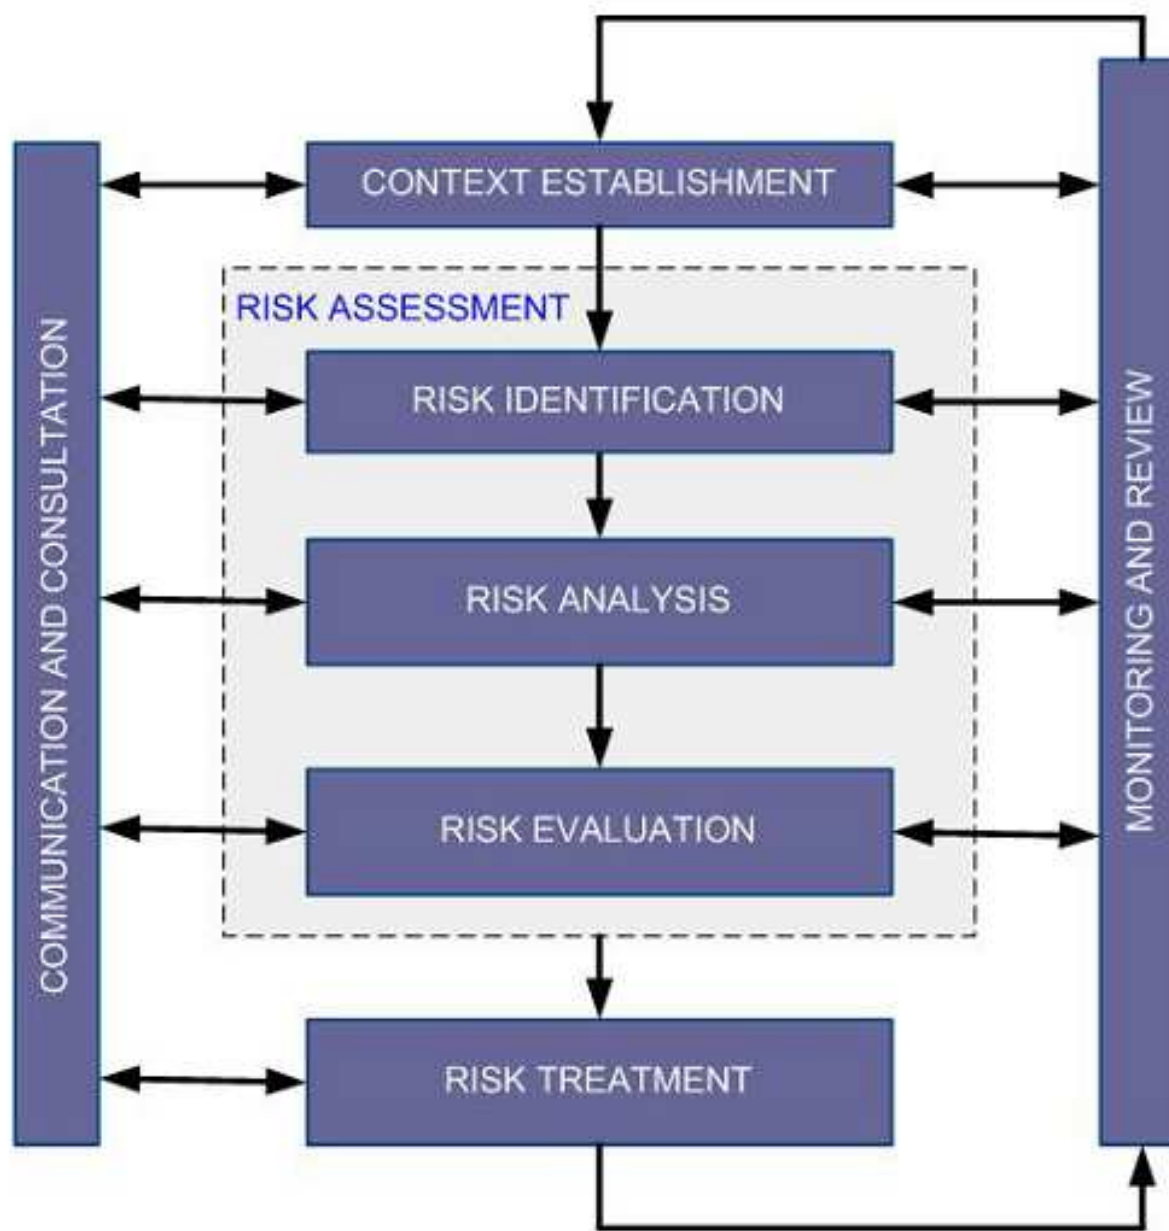 CONTEXT ESTABLISHMENT
RISK ASSESSMENT
RISK IDENTIFICATION
RISK ANALYSIS
RISK EVALUATION
RISK TREATMENT
COMMUNICATION AND CONSULTATION
MONITORING AND REVIEW